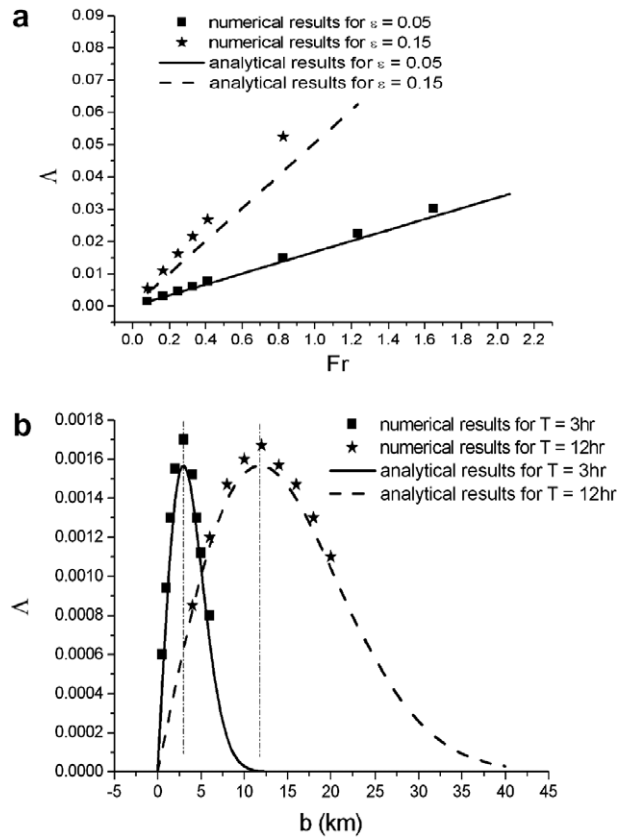 a
0.09
0.08
0.07
0.06
0.05
0.04
0.03
0.02
0.01
0.00
Λ
numerical results for ε = 0.05
numerical results for ε = 0.15
analytical results for ε = 0.05
analytical results for ε = 0.15
0.0 0.2 0.4 0.6 0.8 1.0 1.2 1.4 1.6 1.8 2.0 2.2
Fr
b
0.0018
0.0016
0.0014
0.0012
0.0010
0.0008
0.0006
0.0004
0.0002
0.0000
Λ
numerical results for T = 3hr
numerical results for T = 12hr
analytical results for T = 3hr
analytical results for T = 12hr
-5 0 5 10 15 20 25 30 35 40 45
b (km)